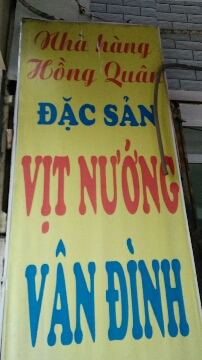 Nhà hàng
Hồng Quân
ĐẶC SẢN
VỊT NƯỚNG
VÂN ĐÌNH